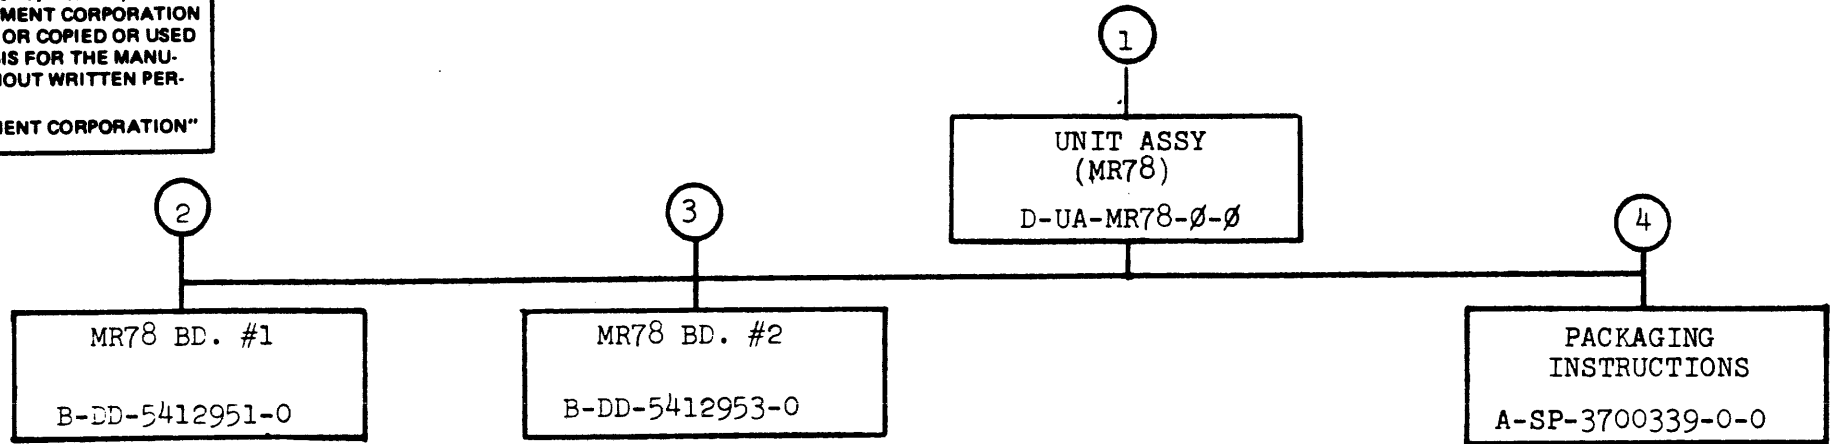 MENT CORPORATION
OR COPIED OR USED
IS FOR THE MANU-
OUT WRITTEN PER-
ENT CORPORATION"
1
UNIT ASSY
(MR78)
D-UA-MR78-Ø-Ø
2
3
4
MR78 BD. #1
B-DD-5412951-0
MR78 BD. #2
B-DD-5412953-0
PACKAGING
INSTRUCTIONS
A-SP-3700339-0-0